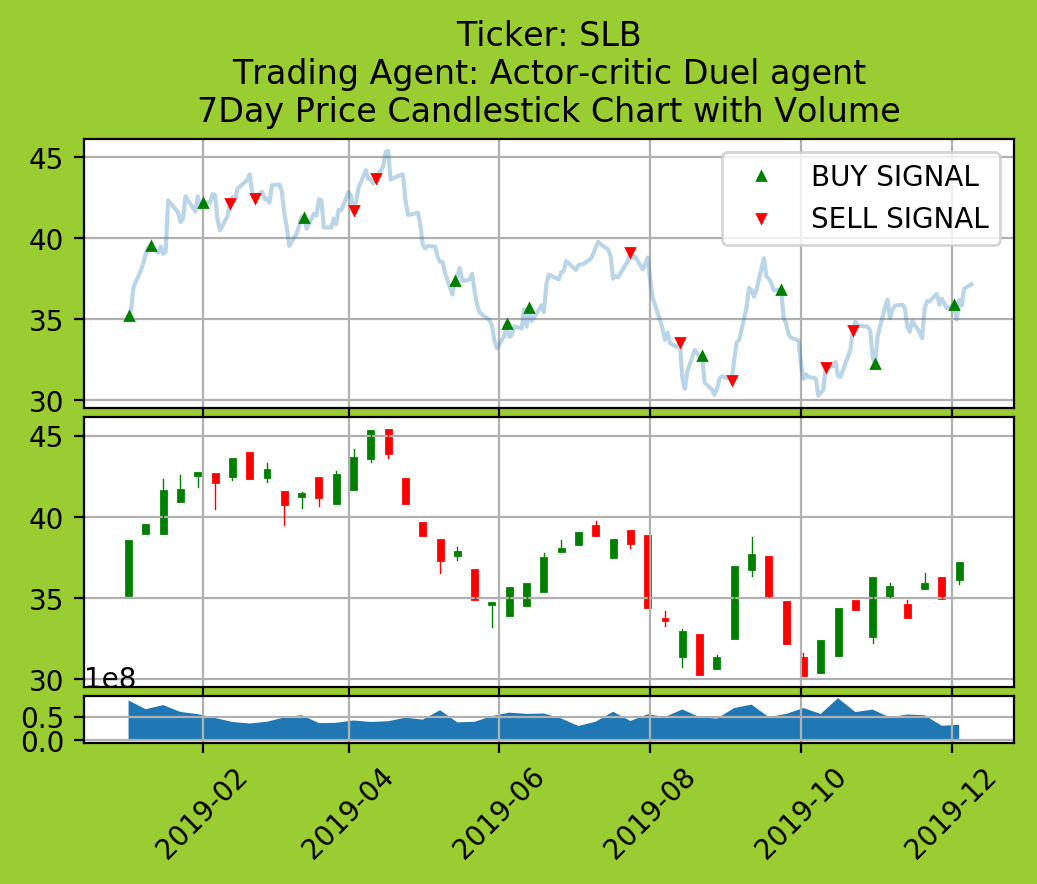 Ticker: SLB
Trading Agent: Actor-critic Duel agent
7Day Price Candlestick Chart with Volume
45
40
35
30
BUY SIGNAL
SELL SIGNAL
45
40
35
30
1e8
0.5
0.0
2019-02
2019-04
2019-06
2019-08
2019-10
2019-12